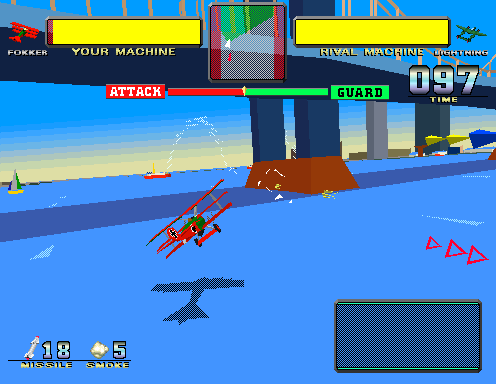 FOKKER YOUR MACHINE RIVAL MACHINE LIGHTNING
097
TIME
ATTACK GUARD
18 5
MISSILE SMOKE